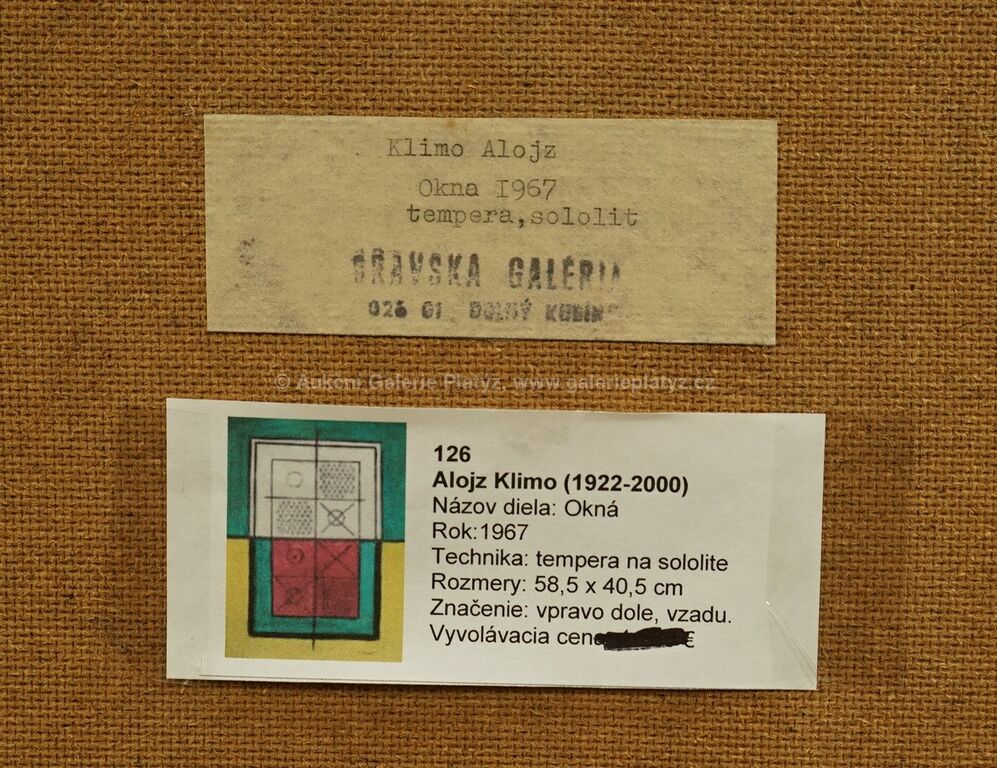 Klimo Alojz
Okna I967
tempera,sololit
ORAVSKA GALÉRIA
026 01 DOLNÝ KUBÍN
© Aukční Galerie Platýz, www.galerieplatyz.cz
126
Alojz Klimo (1922-2000)
Názov diela: Okná
Rok:1967
Technika: tempera na sololite
Rozmery: 58,5 x 40,5 cm
Značenie: vpravo dole, vzadu.
Vyvolávacia cena €